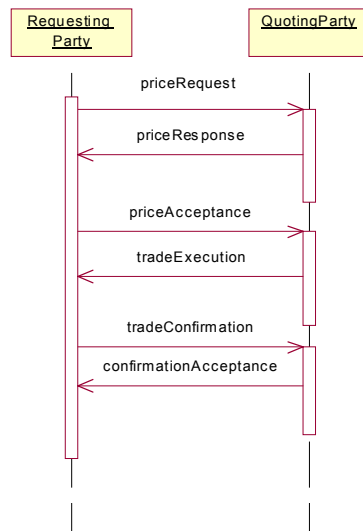 Requesting
Party
QuotingParty
priceRequest
priceResponse
priceAcceptance
tradeExecution
tradeConfirmation
confirmationAcceptance